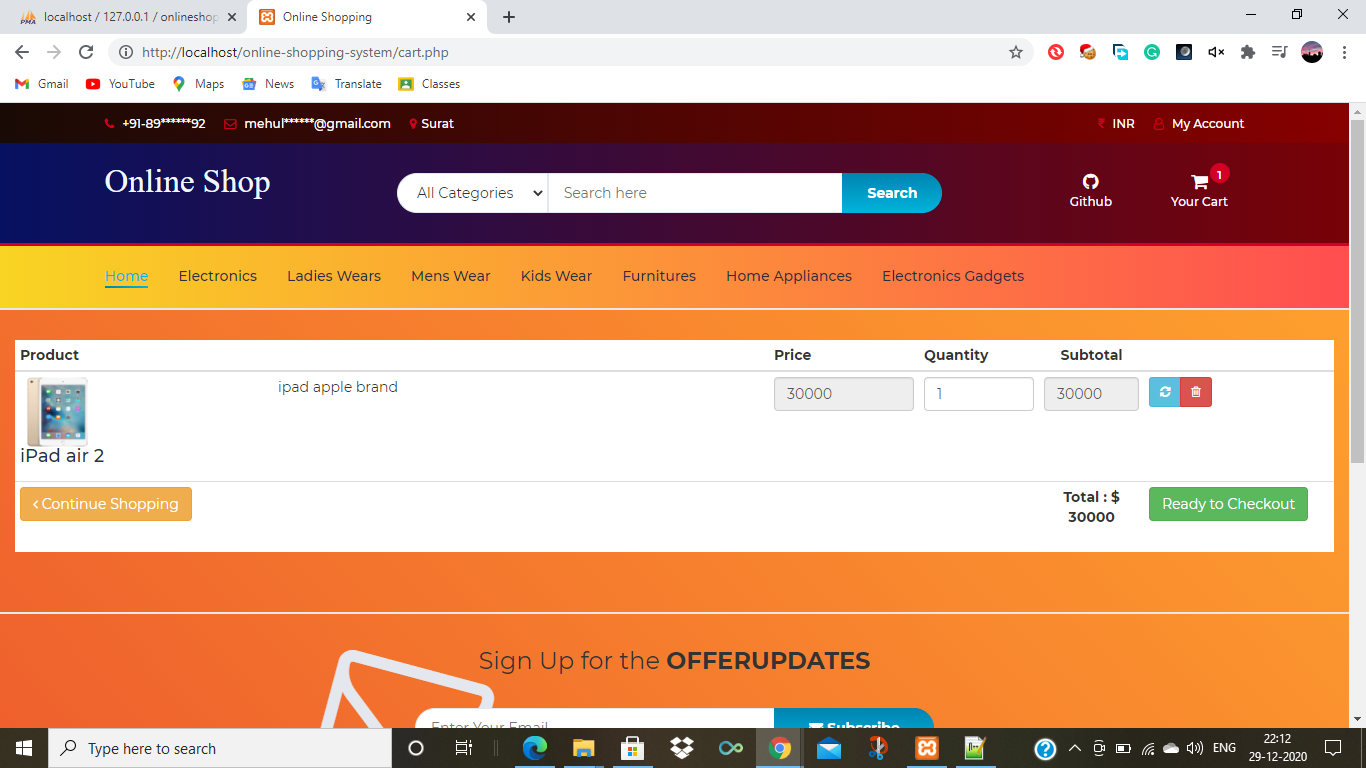 localhost / 127.0.0.1 / onlineshop
Online Shopping
http://localhost/online-shopping-system/cart.php
Gmail YouTube Maps News Translate Classes
+91-89******92 mehul******@gmail.com Surat ₹ INR My Account
Online Shop
All Categories Search here Search
Github
1
Your Cart
Home Electronics Ladies Wears Mens Wear Kids Wear Furnitures Home Appliances Electronics Gadgets
Product Price Quantity Subtotal
ipad apple brand 30000 1 30000
iPad air 2
Continue Shopping Total : $ Ready to Checkout
30000
Sign Up for the OFFERUPDATES
Enter Your Email Subscribe
Type here to search
ENG
22:12
29-12-2020